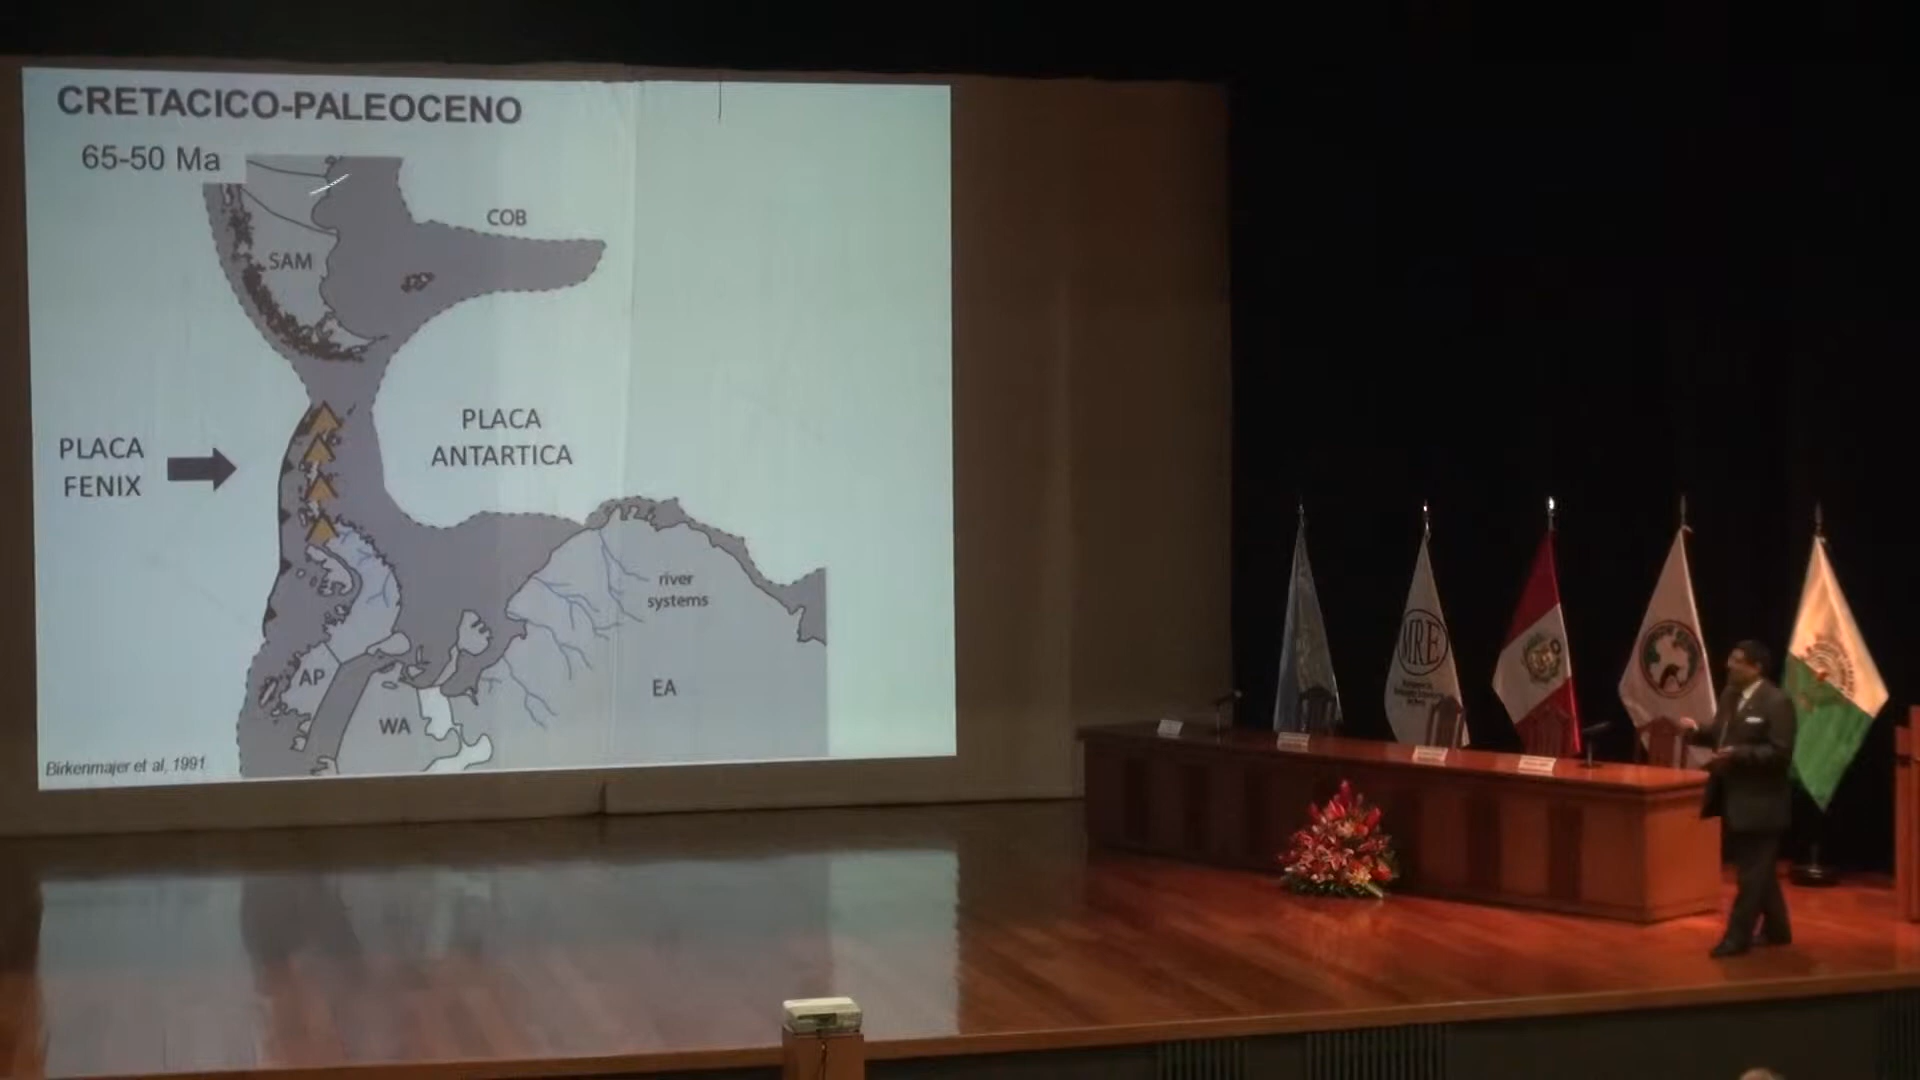 CRETACICO-PALEOCENO
65-50 Ma
COB
SAM
PLACA
ANTARTICA
PLACA
FENIX
river
systems
AP
EA
WA
Birkenmajer et al, 1991
MRE